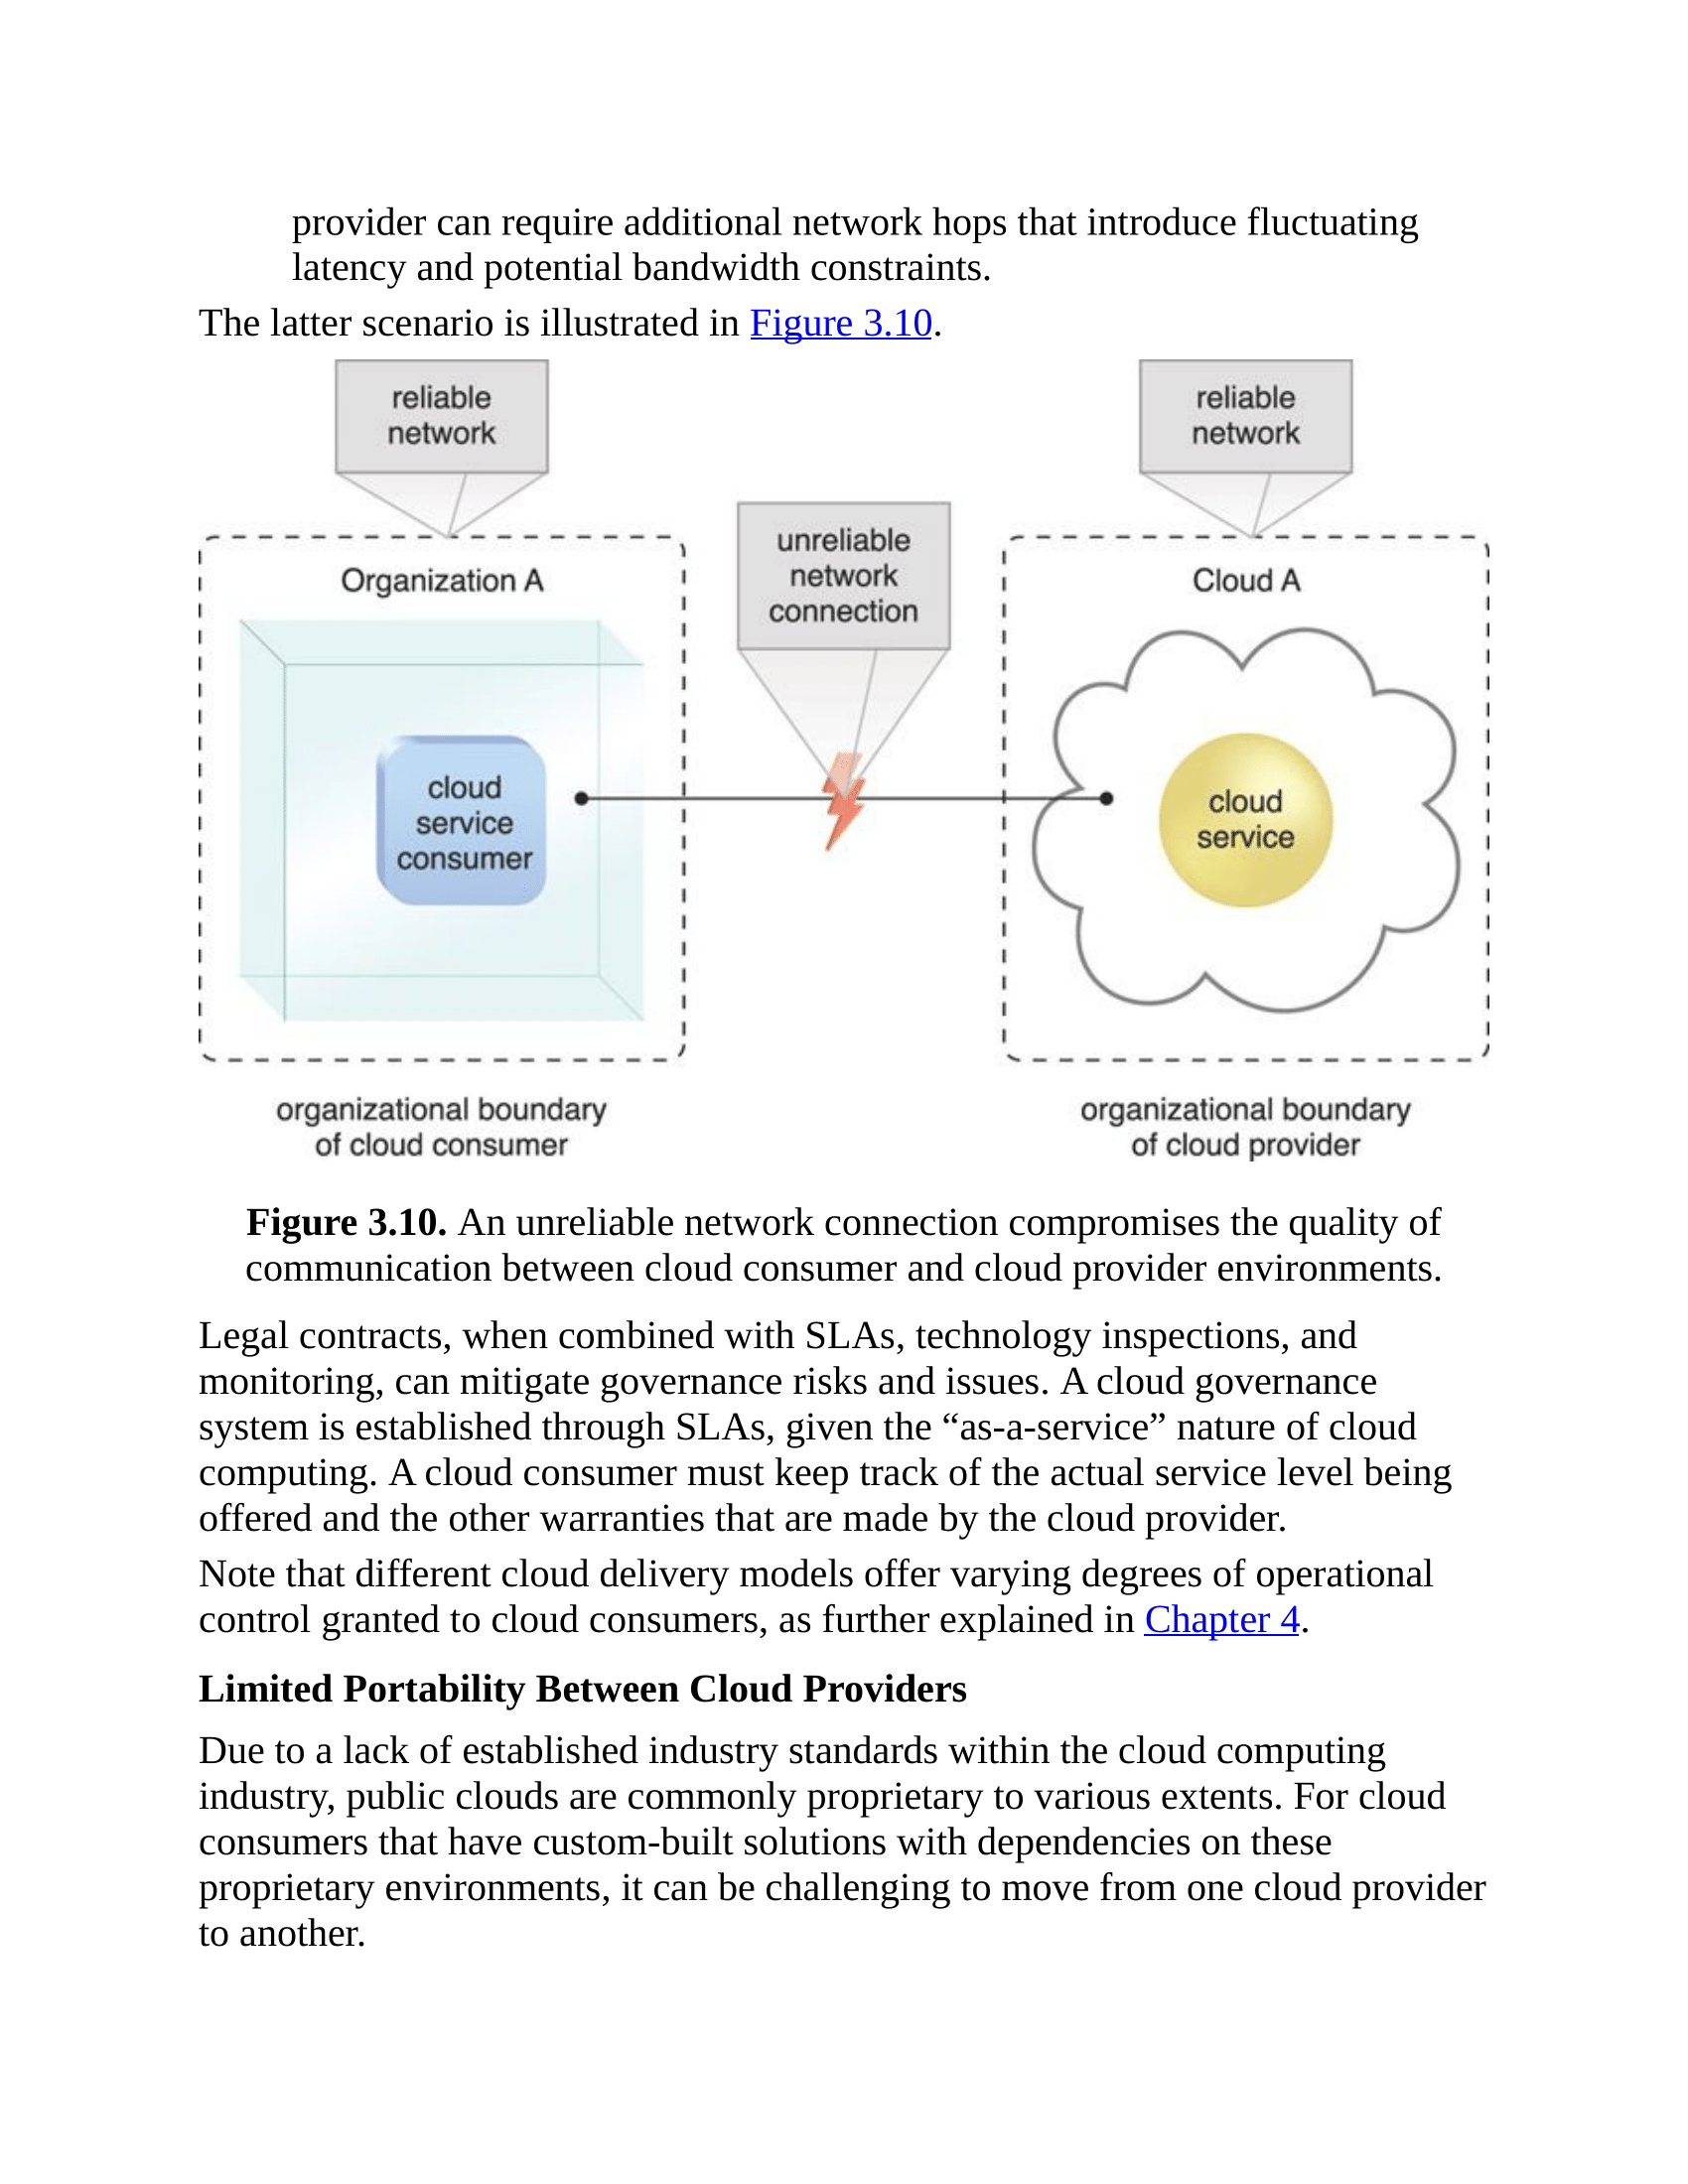 provider can require additional network hops that introduce fluctuating
latency and potential bandwidth constraints.
The latter scenario is illustrated in Figure 3.10.
reliable
network
reliable
network
unreliable
network
connection
Organization A
Cloud A
cloud
service
consumer
cloud
service
organizational boundary
of cloud consumer
organizational boundary
of cloud provider
Figure 3.10. An unreliable network connection compromises the quality of
communication between cloud consumer and cloud provider environments.
Legal contracts, when combined with SLAs, technology inspections, and
monitoring, can mitigate governance risks and issues. A cloud governance
system is established through SLAs, given the “as-a-service” nature of cloud
computing. A cloud consumer must keep track of the actual service level being
offered and the other warranties that are made by the cloud provider.
Note that different cloud delivery models offer varying degrees of operational
control granted to cloud consumers, as further explained in Chapter 4.
Limited Portability Between Cloud Providers
Due to a lack of established industry standards within the cloud computing
industry, public clouds are commonly proprietary to various extents. For cloud
consumers that have custom-built solutions with dependencies on these
proprietary environments, it can be challenging to move from one cloud provider
to another.